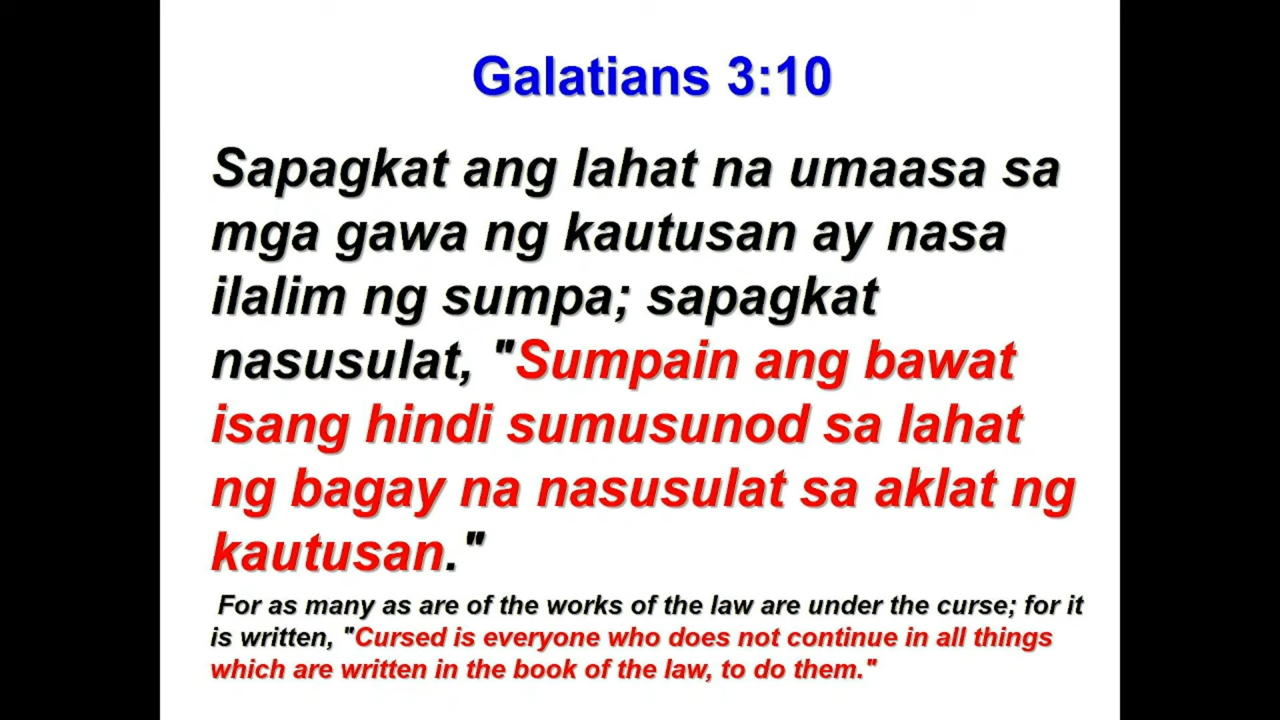 Galatians 3:10
Sapagkat ang lahat na umaasa sa
mga gawa ng kautusan ay nasa
ilalim ng sumpa; sapagkat
nasusulat, "Sumpain ang bawat
isang hindi sumusunod sa lahat
ng bagay na nasusulat sa aklat ng
kautusan."
For as many as are of the works of the law are under the curse; for it
is written, "Cursed is everyone who does not continue in all things
which are written in the book of the law, to do them."